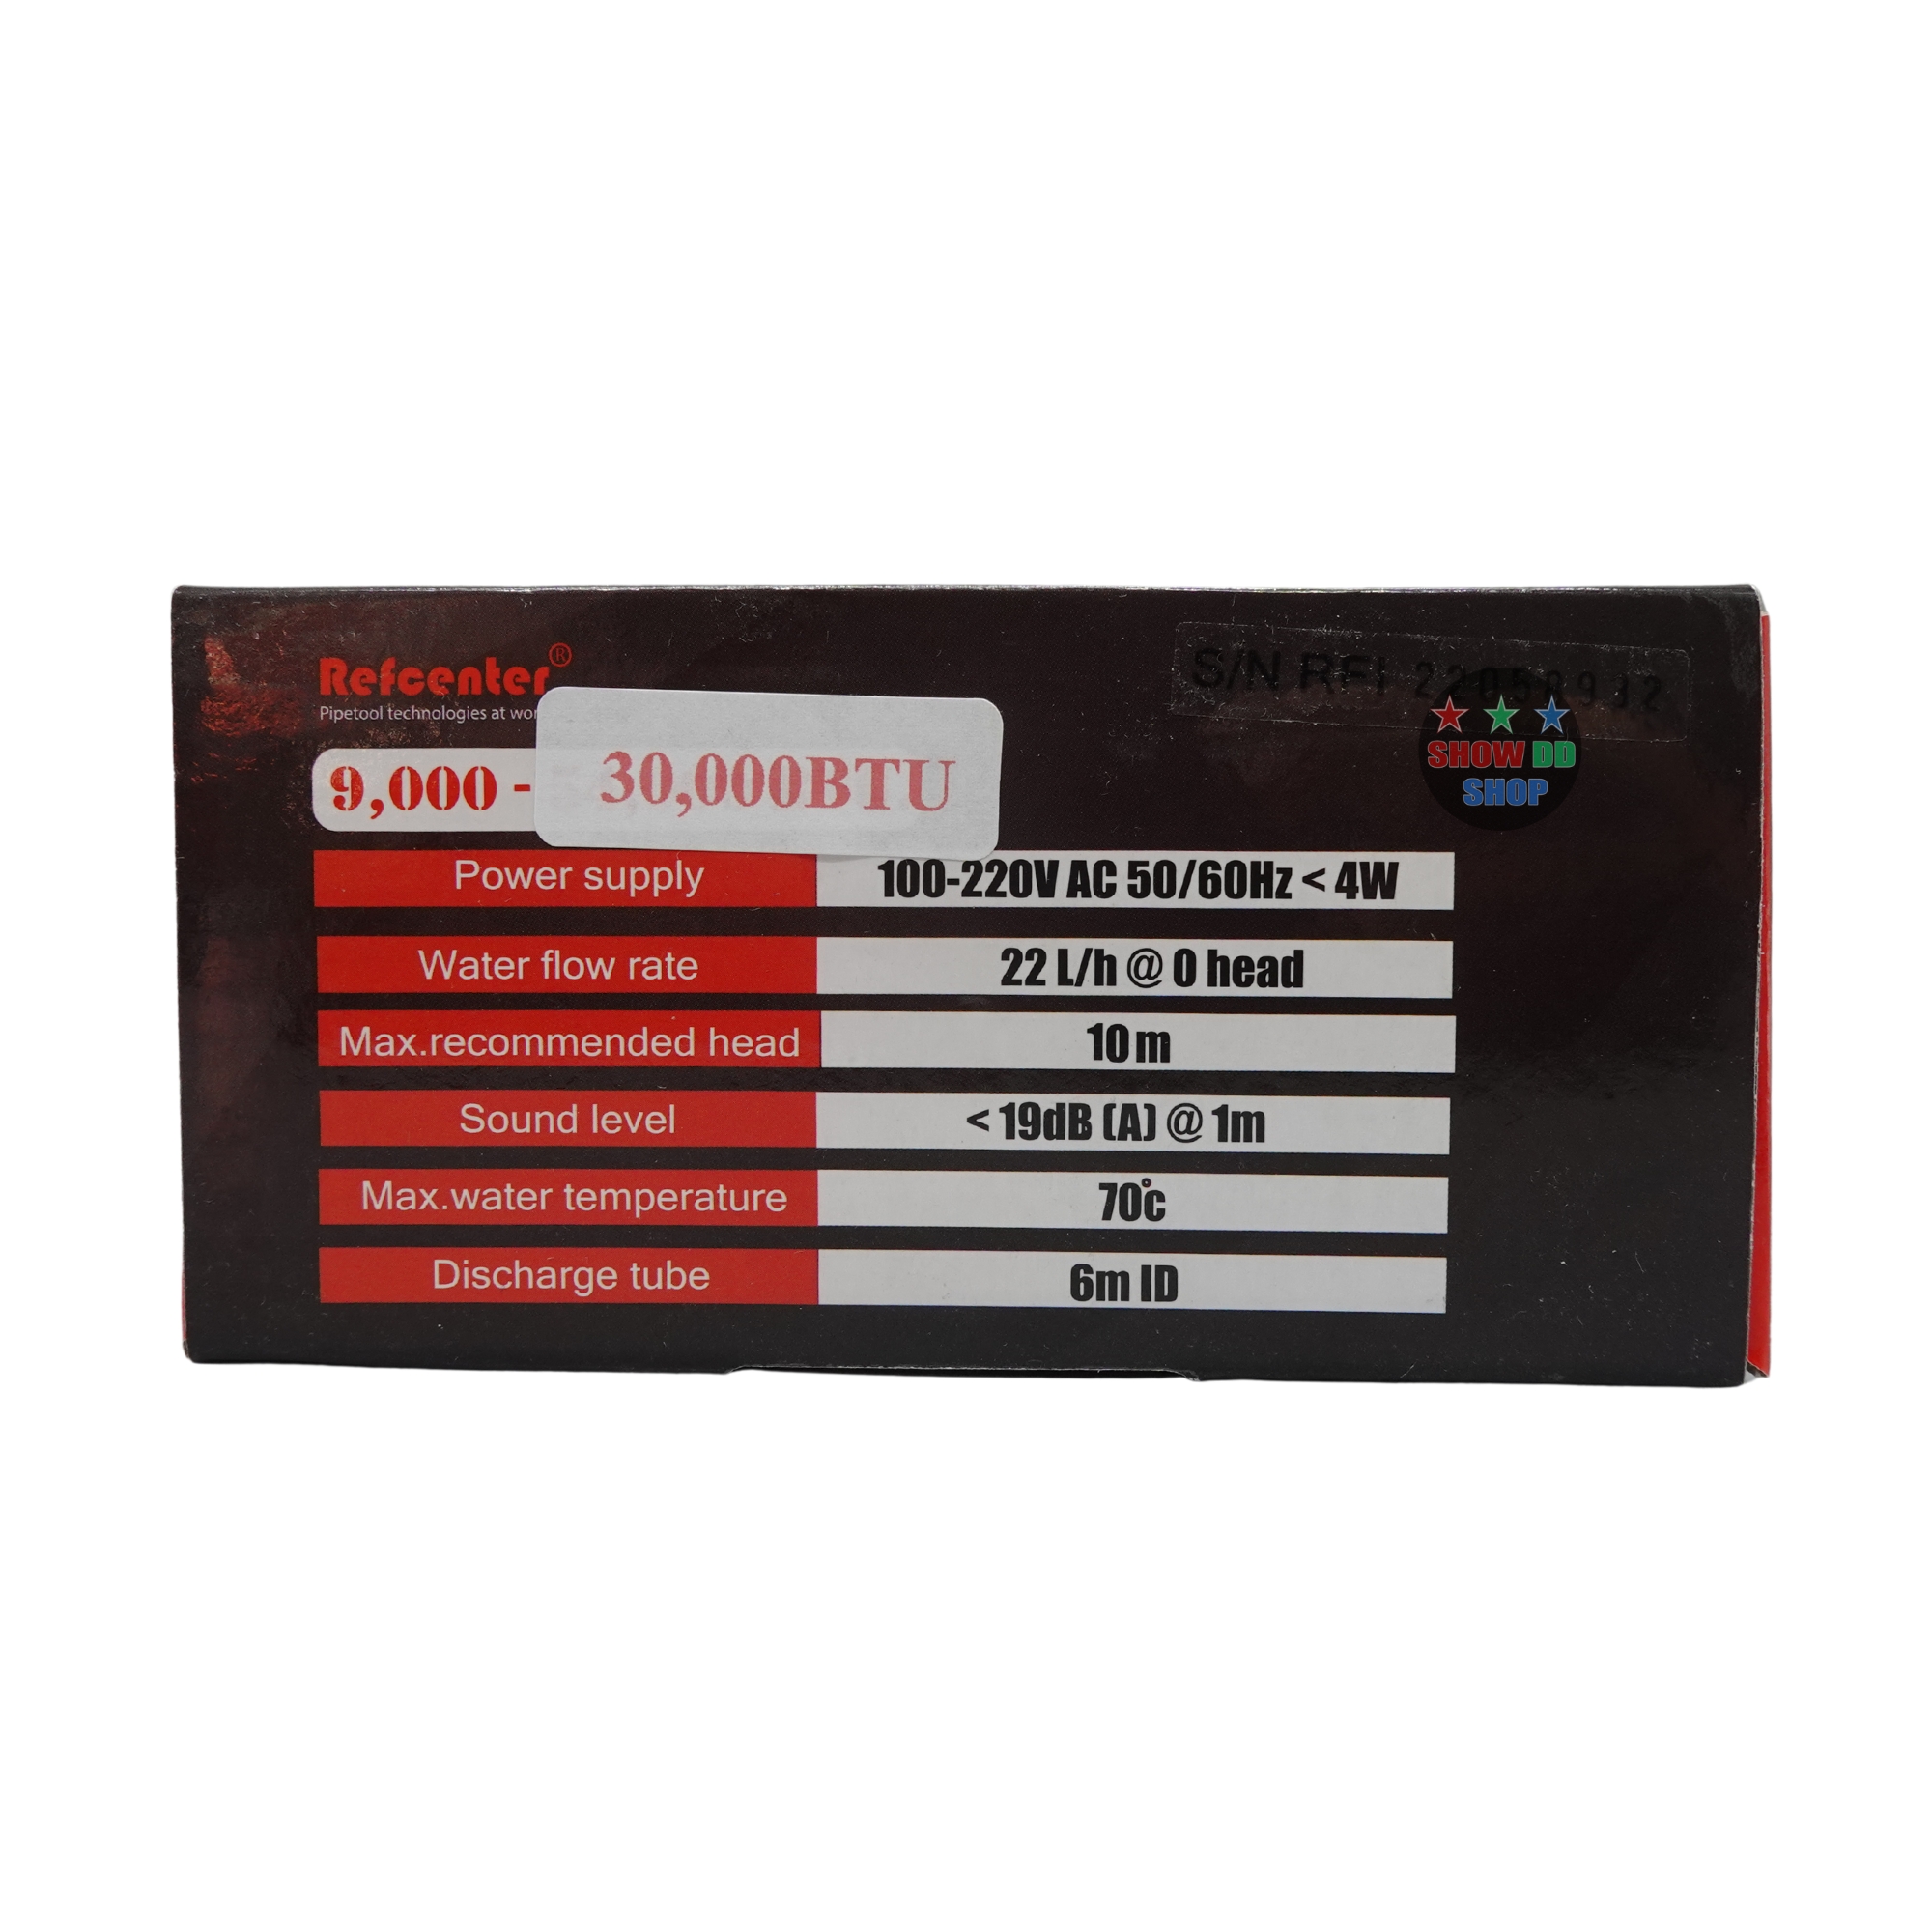 Refcenter®
S/N RFI
Pipetool technologies at
SHOW DD
SHOP
9,000 - 30,000BTU
Power supply 100-220V AC 50/60Hz < 4W
Water flow rate 22 L/h @ 0 head
Max.recommended head 10 m
Sound level < 19dB (A) @ 1m
Max.water temperature 70°c
Discharge tube 6m ID